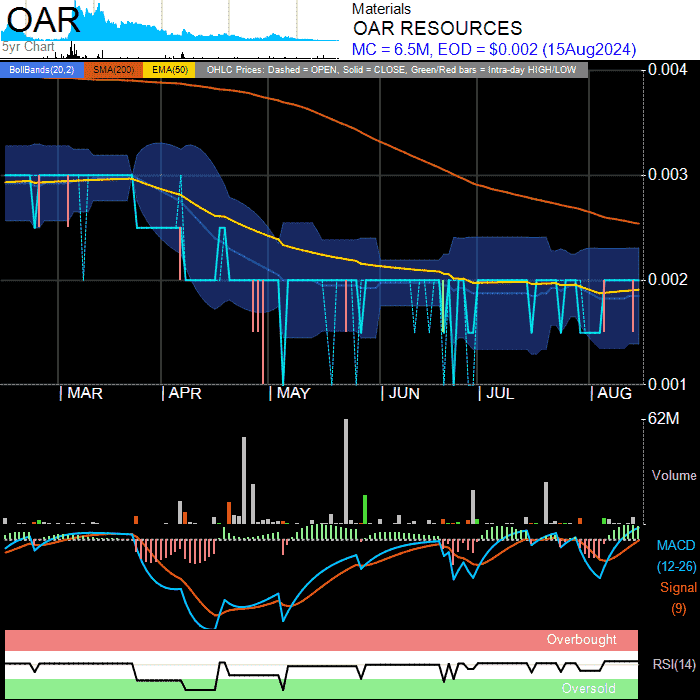 OAR
5yr Chart
Materials
OAR RESOURCES
MC = 6.5M, EOD = $0.002 (15Aug2024)
BollBands(20,2) SMA(200) EMA(50) OHLC Prices: Dashed = OPEN, Solid = CLOSE, Green/Red bars = Intra-day HIGH/LOW
0.004
0.003
0.002
0.001
MAR APR MAY JUN JUL AUG
62M
Volume
MACD
(12-26)
Signal
(9)
Overbought
RSI(14)
Oversold